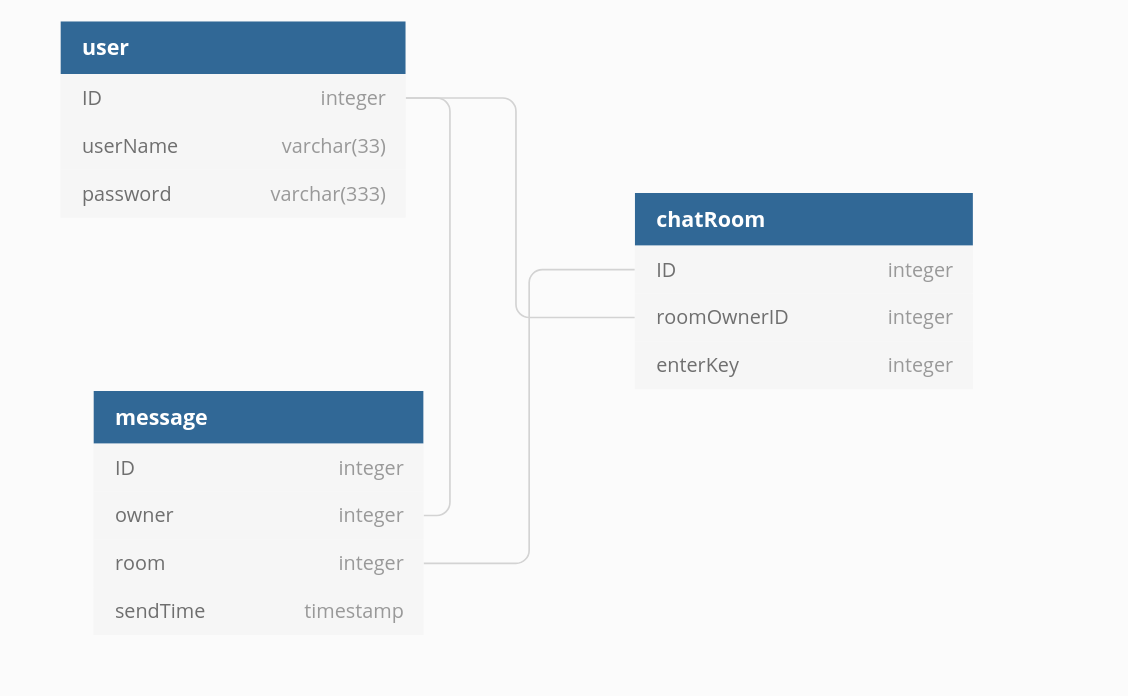 user
ID integer
userName varchar(33)
password varchar(333)
chatRoom
ID integer
roomOwnerID integer
enterKey integer
message
ID integer
owner integer
room integer
sendTime timestamp